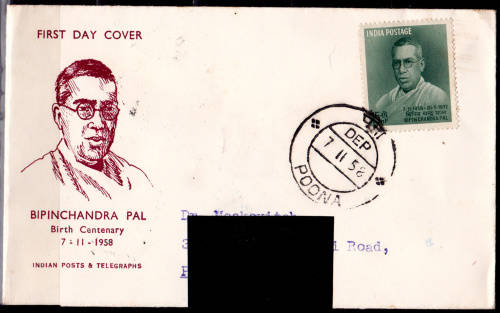 FIRST DAY COVER
BIPINCHANDRA PAL
Birth Centenary
7-11-1958
INDIAN POSTS & TELEGRAPHS
INDIA POSTAGE
BIPINCHANDRA PAL
DEP
7 11 58
POONA
Dr.
Road,